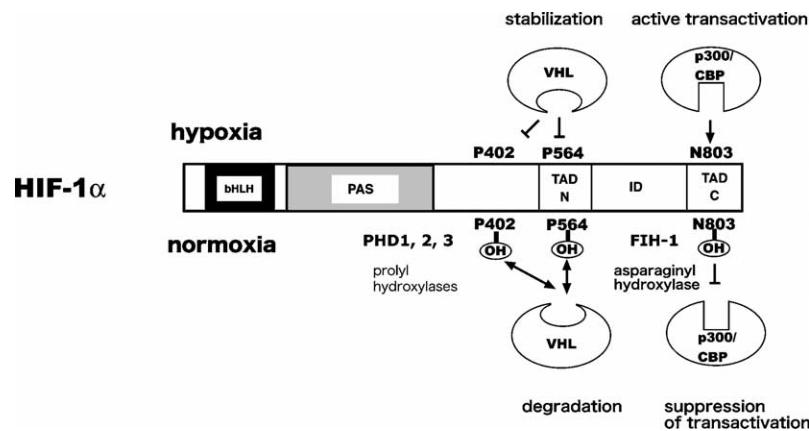 stabilization active transactivation
VHL
p300/
CBP
hypoxia
P402 P564 N803
HIF-1α
bHLH PAS TAD
N ID TAD
C
normoxia
P402 P564 N803
PHD1, 2, 3 OH OH FIH-1 OH
prolyl
hydroxylases
asparaginyl
hydroxylase
VHL
p300/
CBP
degradation
suppression
of transactivation